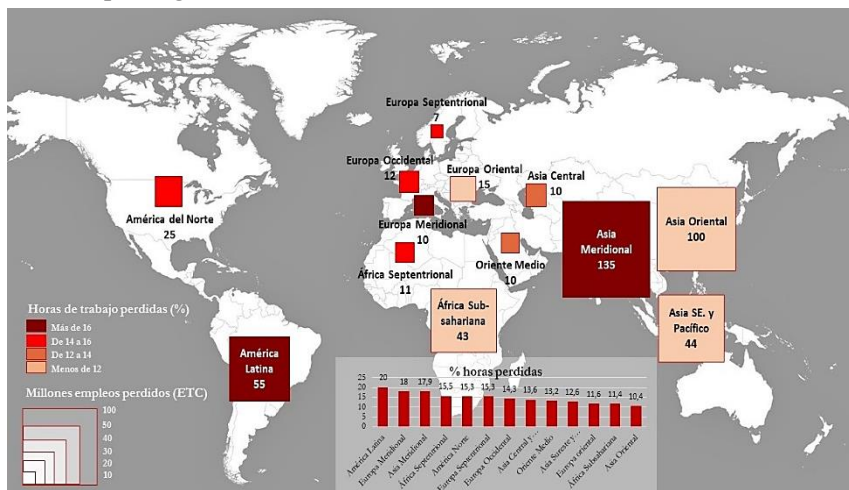 Europa Septentrional
7
Europa Occidental
12
Europa Oriental
15
Asia Central
10
América del Norte
25
Europa Meridional
10
Asia
Meridional
135
Asia Oriental
100
África Septentrional
11
Oriente Medio
10
África Sub-
sahariana
43
Asia SE. y
Pacífico
44
América
Latina
55
Horas de trabajo perdidas (%)
Más de 16
De 14 a 16
De 12 a 14
Menos de 12
Millones empleos perdidos (ETC)
100
50
40
30
20
10
% horas perdidas
25
20
15
10
5
0
20 18 17,9 15,5 15,3 15,3 14,3 13,6 13,2 12,6 11,6 11,4 10,4
América Latina
Europa Meridional
Asia Meridional
África Septentrional
América Norte
Europa Septentrional
Europa Occidental
Asia Central y…
Oriente Medio
Asia Sureste y…
Europa oriental
África Subsahariana
Asia Oriental